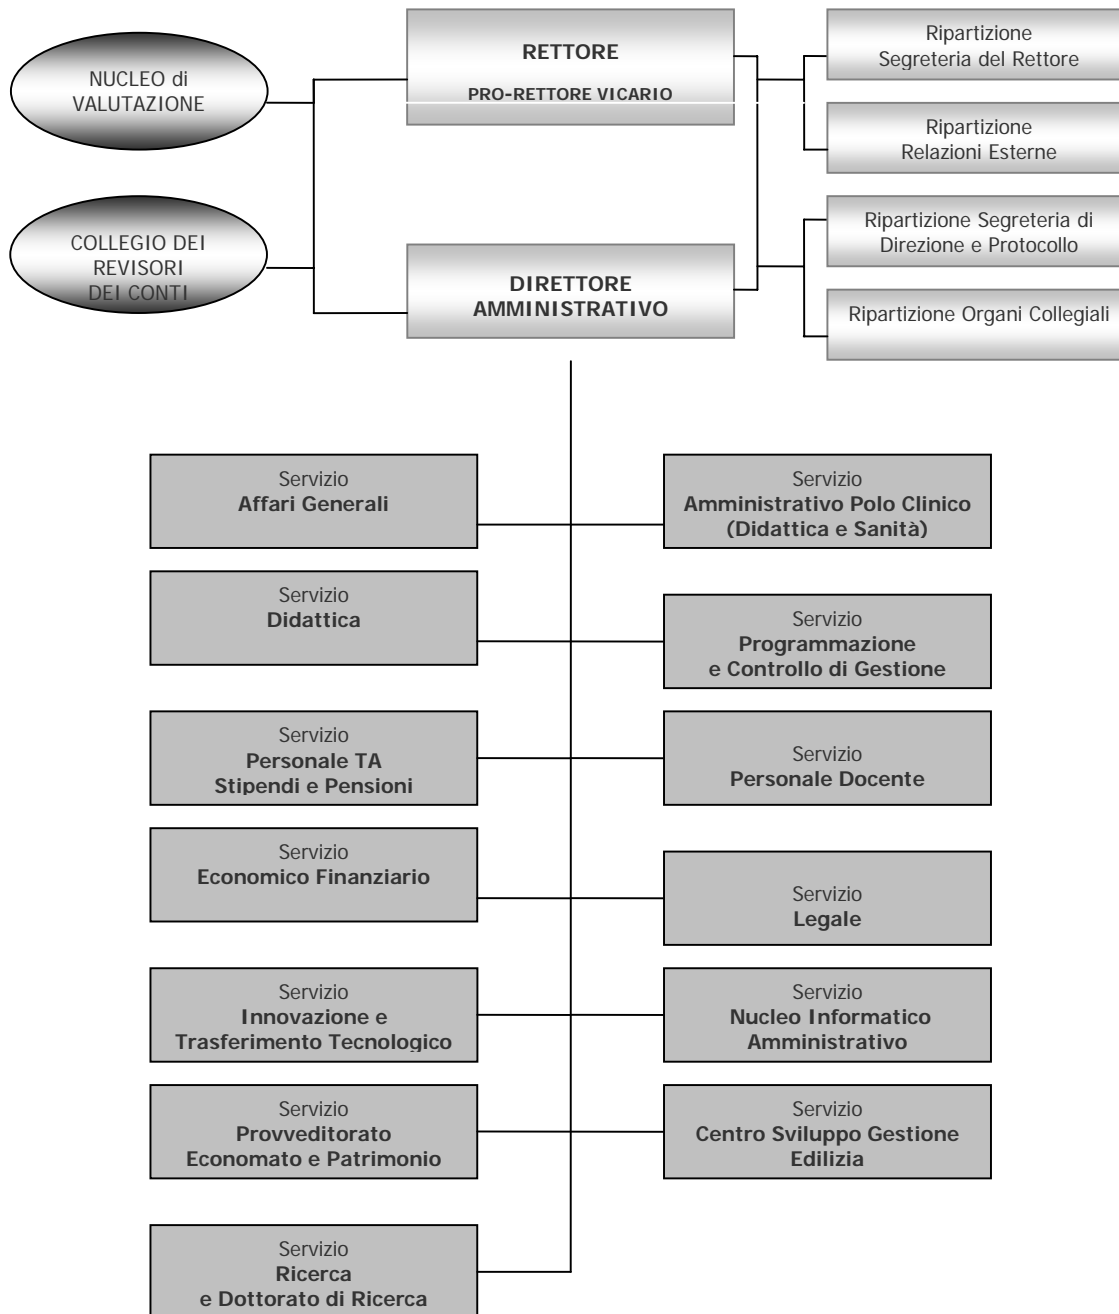 NUCLEO di
VALUTAZIONE
RETTORE
PRO-RETTORE VICARIO
Ripartizione
Segreteria del Rettore
Ripartizione
Relazioni Esterne
COLLEGIO DEI
REVISORI
DEI CONTI
DIRETTORE
AMMINISTRATIVO
Ripartizione Segreteria di
Direzione e Protocollo
Ripartizione Organi Collegiali
Servizio
Affari Generali
Servizio
Amministrativo Polo Clinico
(Didattica e Sanità)
Servizio
Didattica
Servizio
Programmazione
e Controllo di Gestione
Servizio
Personale TA
Stipendi e Pensioni
Servizio
Personale Docente
Servizio
Economico Finanziario
Servizio
Legale
Servizio
Innovazione e
Trasferimento Tecnologico
Servizio
Nucleo Informatico
Amministrativo
Servizio
Provveditorato
Economato e Patrimonio
Servizio
Centro Sviluppo Gestione
Edilizia
Servizio
Ricerca
e Dottorato di Ricerca